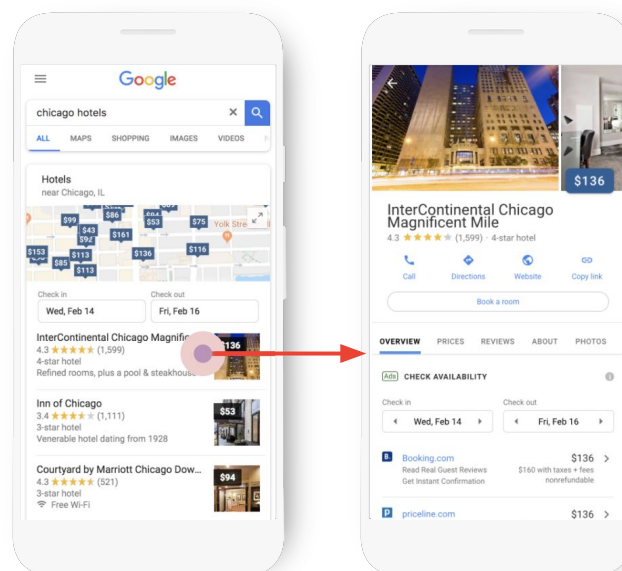 Google
chicago hotels
ALL MAPS SHOPPING IMAGES VIDEOS
Hotels
near Chicago, IL
$99
$86
$53
$75
Yolk
$43
$92
$161
$153
$113
$136
$116
$85
$113
Check in Check out
Wed, Feb 14 Fri, Feb 16
InterContinental Chicago
4.3 (1,599)
4-star hotel
Refined rooms, plus a pool & steakhouse
$136
Inn of Chicago
3.4 (1,111)
3-star hotel
Venerable hotel dating from 1928
$53
Courtyard by Marriott Chicago Dow...
4.3 (521)
3-star hotel
Free Wi-Fi
$94
$136
InterContinental Chicago
Magnificent Mile
4.3 (1,599) · 4-star hotel
Call Directions Website Copy link
Book a room
OVERVIEW PRICES REVIEWS ABOUT PHOTOS
Ads CHECK AVAILABILITY
Check in Check out
Wed, Feb 14 Fri, Feb 16
B. Booking.com $136
Read Real Guest Reviews $160 with taxes + fees
Get Instant Confirmation nonrefundable
P priceline.com $136